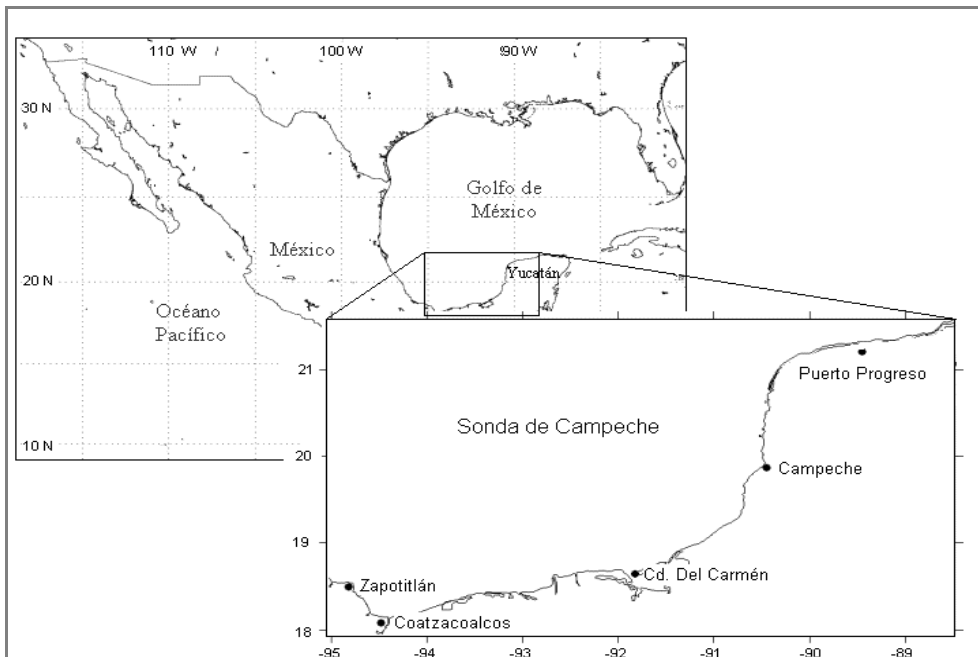 110 W
100 W
90 W
30 N
Golfo de
México
México
20 N
Yucatán
Océano
Pacífico
10 N
21
Puerto Progreso
Sonda de Campeche
20
Campeche
19
Cd. Del Carmén
Zapotitlán
Coatzacoalcos
18
-95
-94
-93
-92
-91
-90
-89